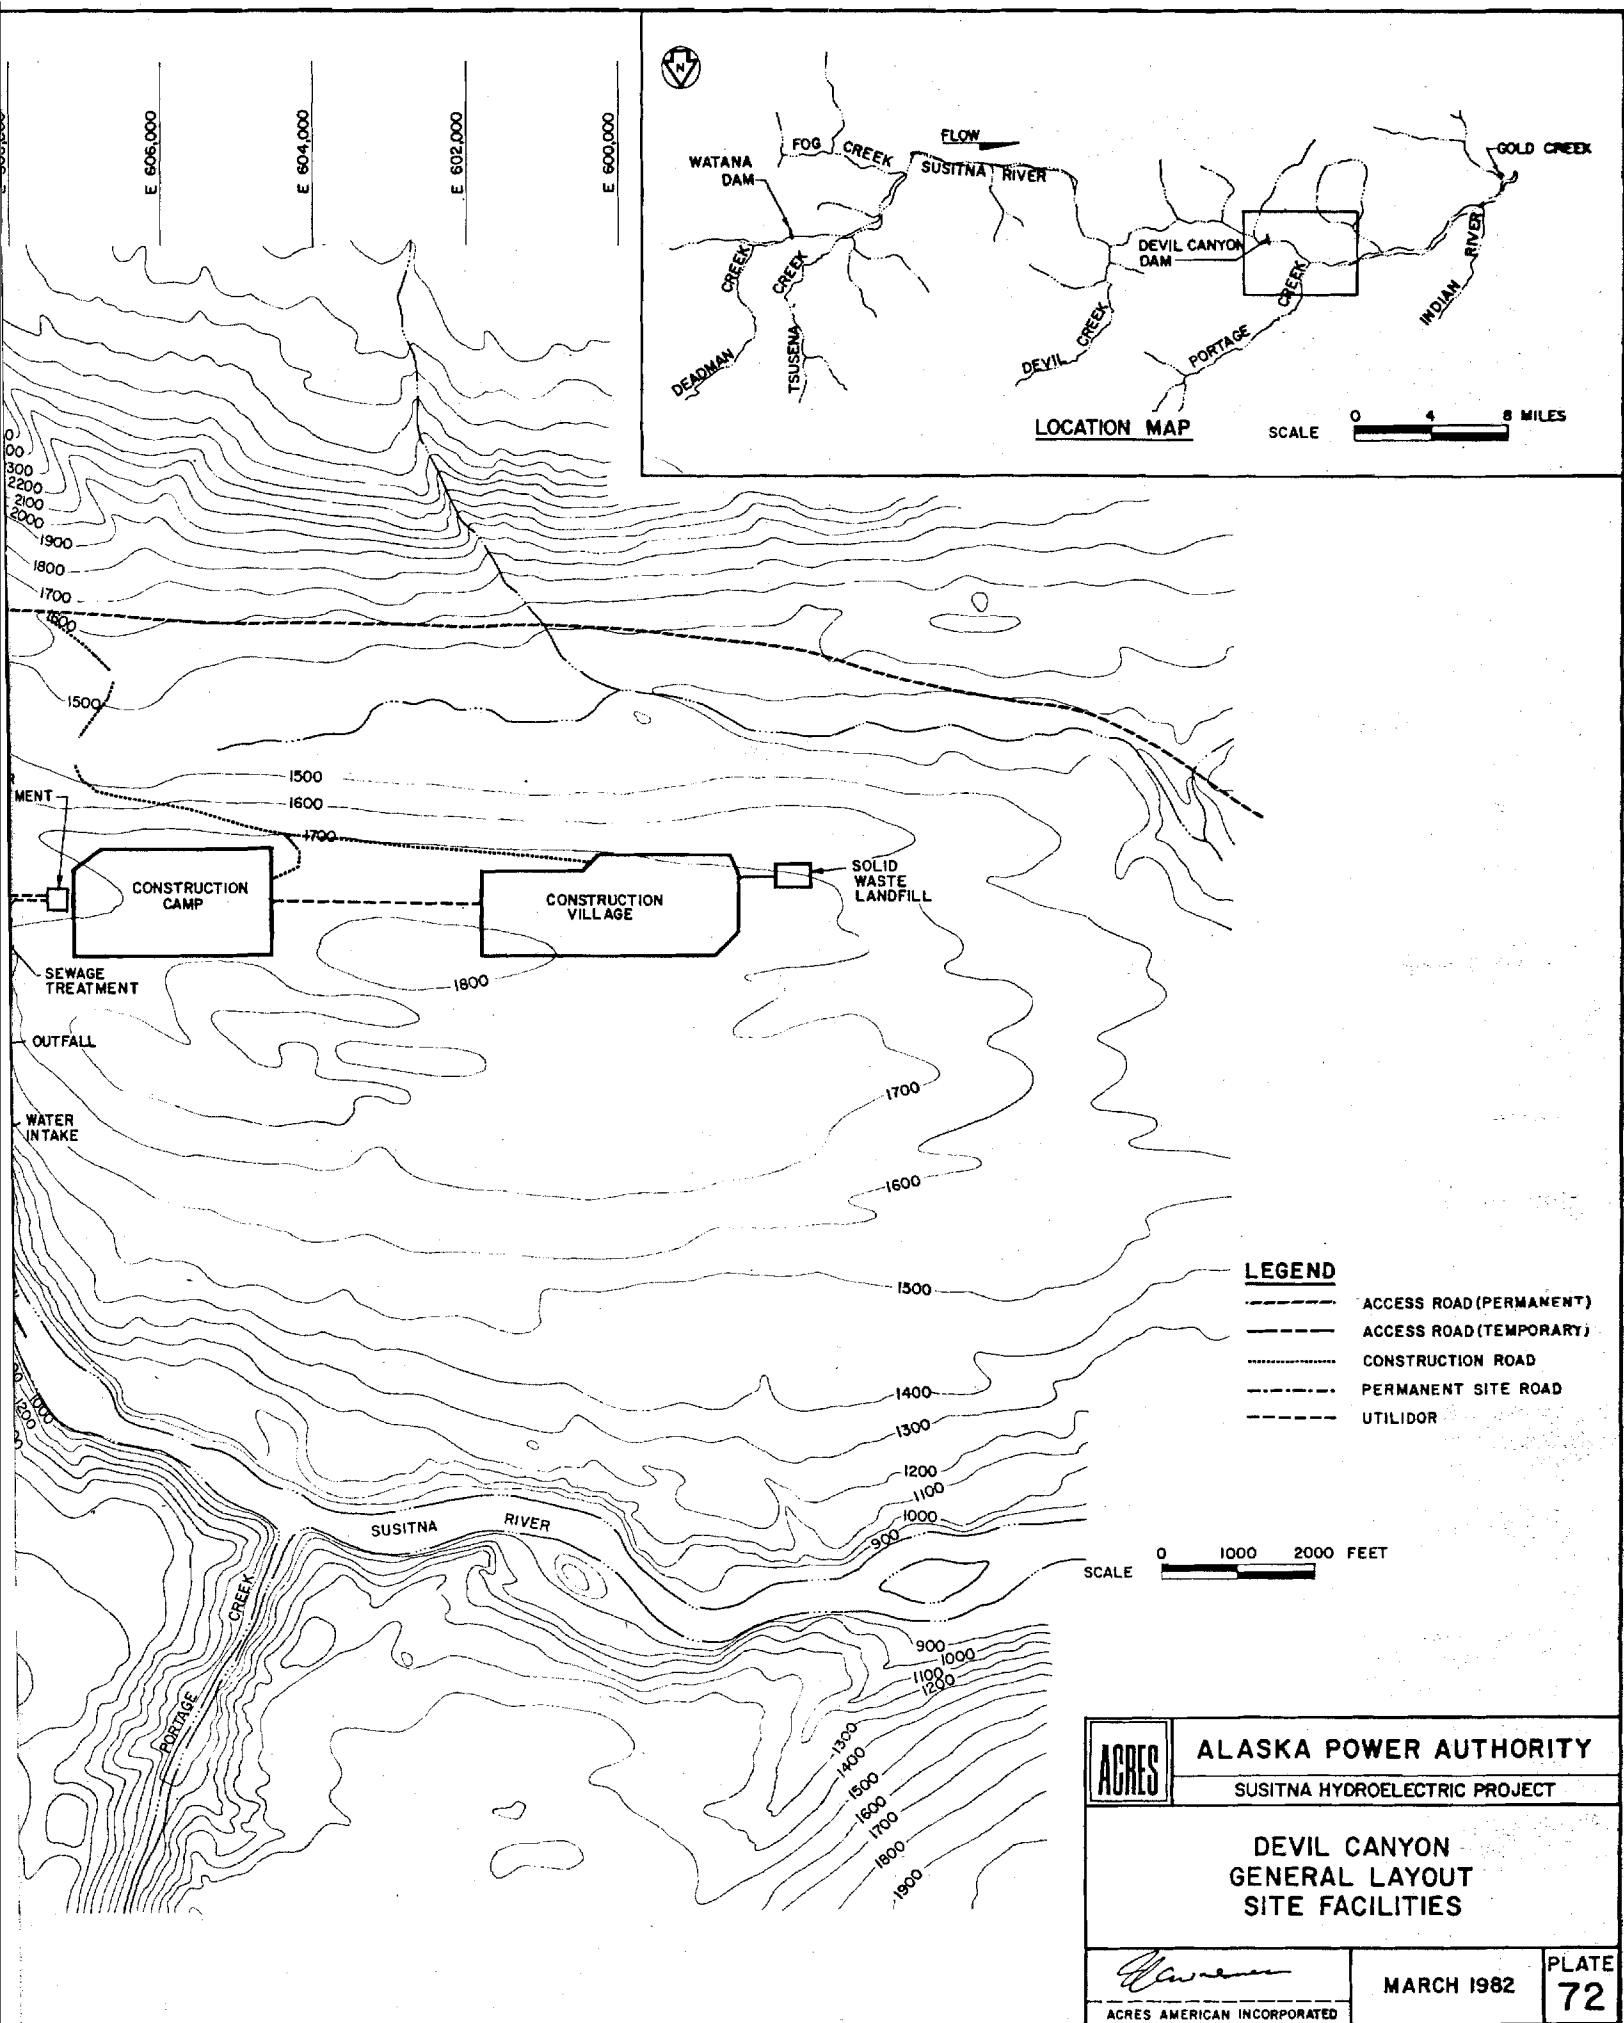 E 606,000
E 604,000
E 602,000
E 600,000
N
WATANA
DAM
FOG CREEK
FLOW
SUSITNA RIVER
GOLD CREEK
DEADMAN CREEK
TSUSENA CREEK
DEVIL CREEK
DEVIL CANYON
DAM
PORTAGE CREEK
INDIAN RIVER
LOCATION MAP
SCALE
0 4 8 MILES
2200
2100
2000
1900
1800
1700
1600
1500
1500
1600
1700
MENT
CONSTRUCTION
CAMP
CONSTRUCTION
VILLAGE
SOLID
WASTE
LANDFILL
SEWAGE
TREATMENT
1800
OUTFALL
WATER
INTAKE
1700
1600
1500
1400
1300
1200
1100
1000
900
1000
1200
SUSITNA RIVER
PORTAGE CREEK
900
1000
1100
1200
1300
1400
1500
1600
1700
1800
1900
LEGEND
ACCESS ROAD (PERMANENT)
ACCESS ROAD (TEMPORARY)
CONSTRUCTION ROAD
PERMANENT SITE ROAD
UTILIDOR
SCALE
0 1000 2000 FEET
ACRES
ALASKA POWER AUTHORITY
SUSITNA HYDROELECTRIC PROJECT
DEVIL CANYON
GENERAL LAYOUT
SITE FACILITIES
ACRES AMERICAN INCORPORATED
MARCH 1982
PLATE
72